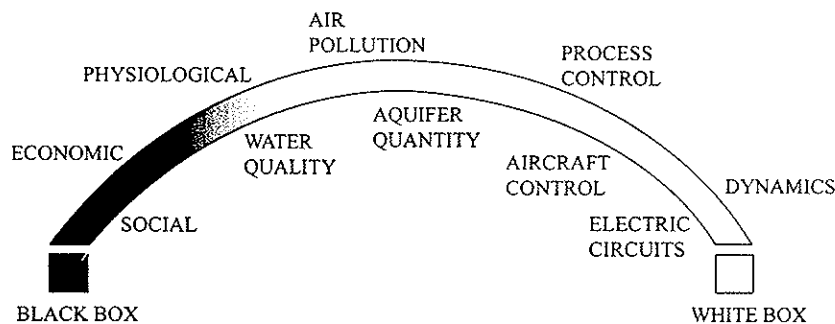 AIR
POLLUTION
PROCESS
CONTROL
PHYSIOLOGICAL
AQUIFER
QUANTITY
WATER
QUALITY
ECONOMIC
AIRCRAFT
CONTROL
DYNAMICS
SOCIAL
ELECTRIC
CIRCUITS
BLACK BOX
WHITE BOX